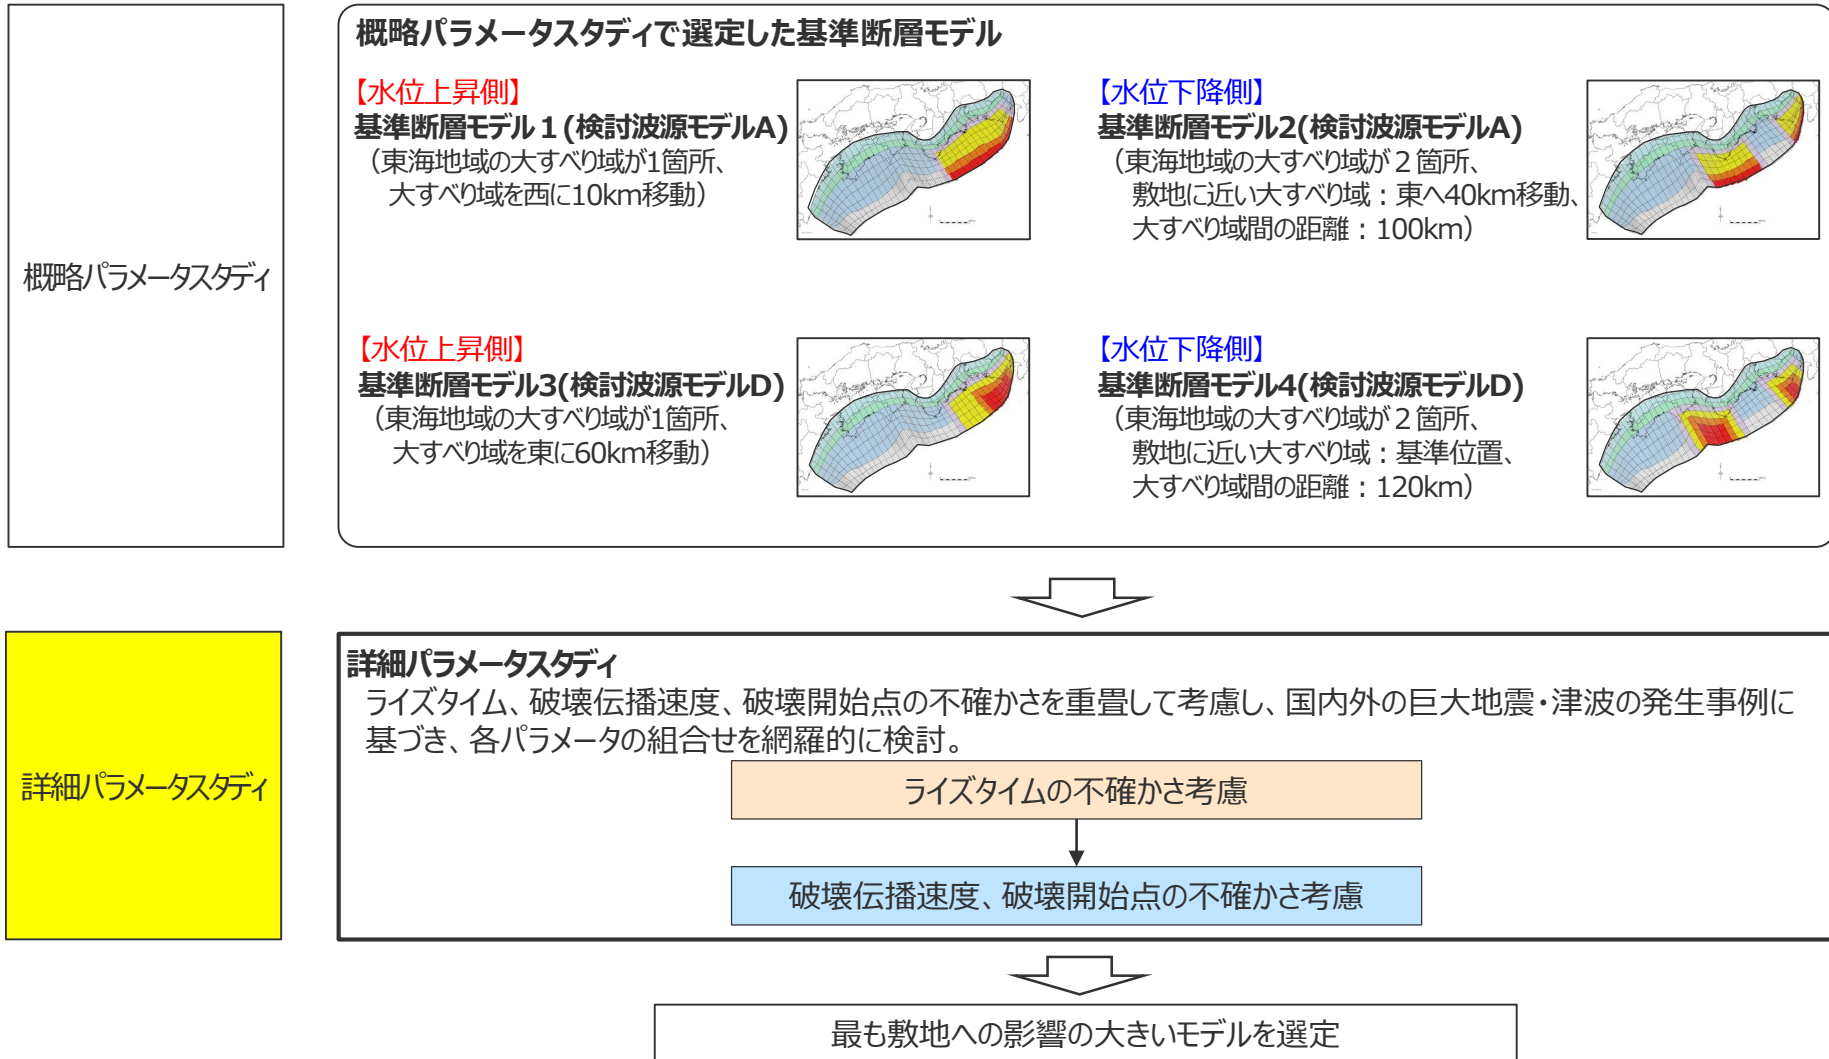 概略パラメータスタディ
概略パラメータスタディで選定した基準断層モデル
【水位上昇側】
基準断層モデル１(検討波源モデルA)
（東海地域の大すべり域が1箇所、
大すべり域を西に10km移動）
【水位下降側】
基準断層モデル2(検討波源モデルA)
（東海地域の大すべり域が２箇所、
敷地に近い大すべり域：東へ40km移動、
大すべり域間の距離：100km）
【水位上昇側】
基準断層モデル3(検討波源モデルD)
（東海地域の大すべり域が1箇所、
大すべり域を東に60km移動）
【水位下降側】
基準断層モデル4(検討波源モデルD)
（東海地域の大すべり域が２箇所、
敷地に近い大すべり域：基準位置、
大すべり域間の距離：120km）
詳細パラメータスタディ
詳細パラメータスタディ
ライズタイム、破壊伝播速度、破壊開始点の不確かさを重畳して考慮し、国内外の巨大地震・津波の発生事例に
基づき、各パラメータの組合せを網羅的に検討。
ライズタイムの不確かさ考慮
破壊伝播速度、破壊開始点の不確かさ考慮
最も敷地への影響の大きいモデルを選定